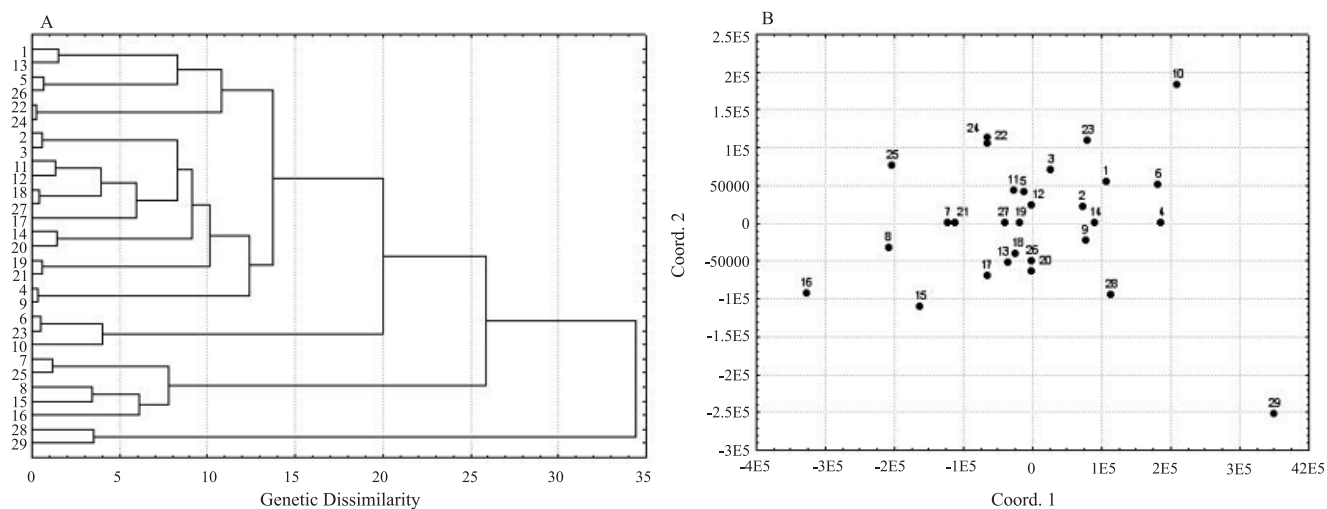 A
1
13
5
26
22
24
2
3
11
12
18
27
17
14
20
19
21
4
9
6
23
10
7
25
8
15
16
28
29
0 5 10 15 20 25 30 35
Genetic Dissimilarity
B
2.5E5
2E5
1.5E5
1E5
50000
0
-50000
-1E5
-1.5E5
-2E5
-2.5E5
-3E5
Coord. 2
10
24 22 23
25 3
11 5 1 6
12 2
7 21 27 19 14 4
8 9
13 18 26
17 20
16 15 28
29
-4E5 -3E5 -2E5 -1E5 0 1E5 2E5 3E5 42E5
Coord. 1